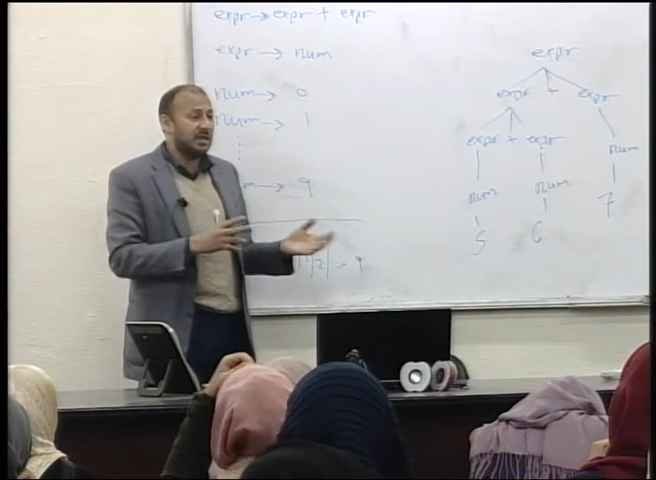 expr → expr + expr
expr → num
num → 0
num → 1
⋮
→ 9
expr
expr + expr
expr + expr
num
num
num
7
5
6